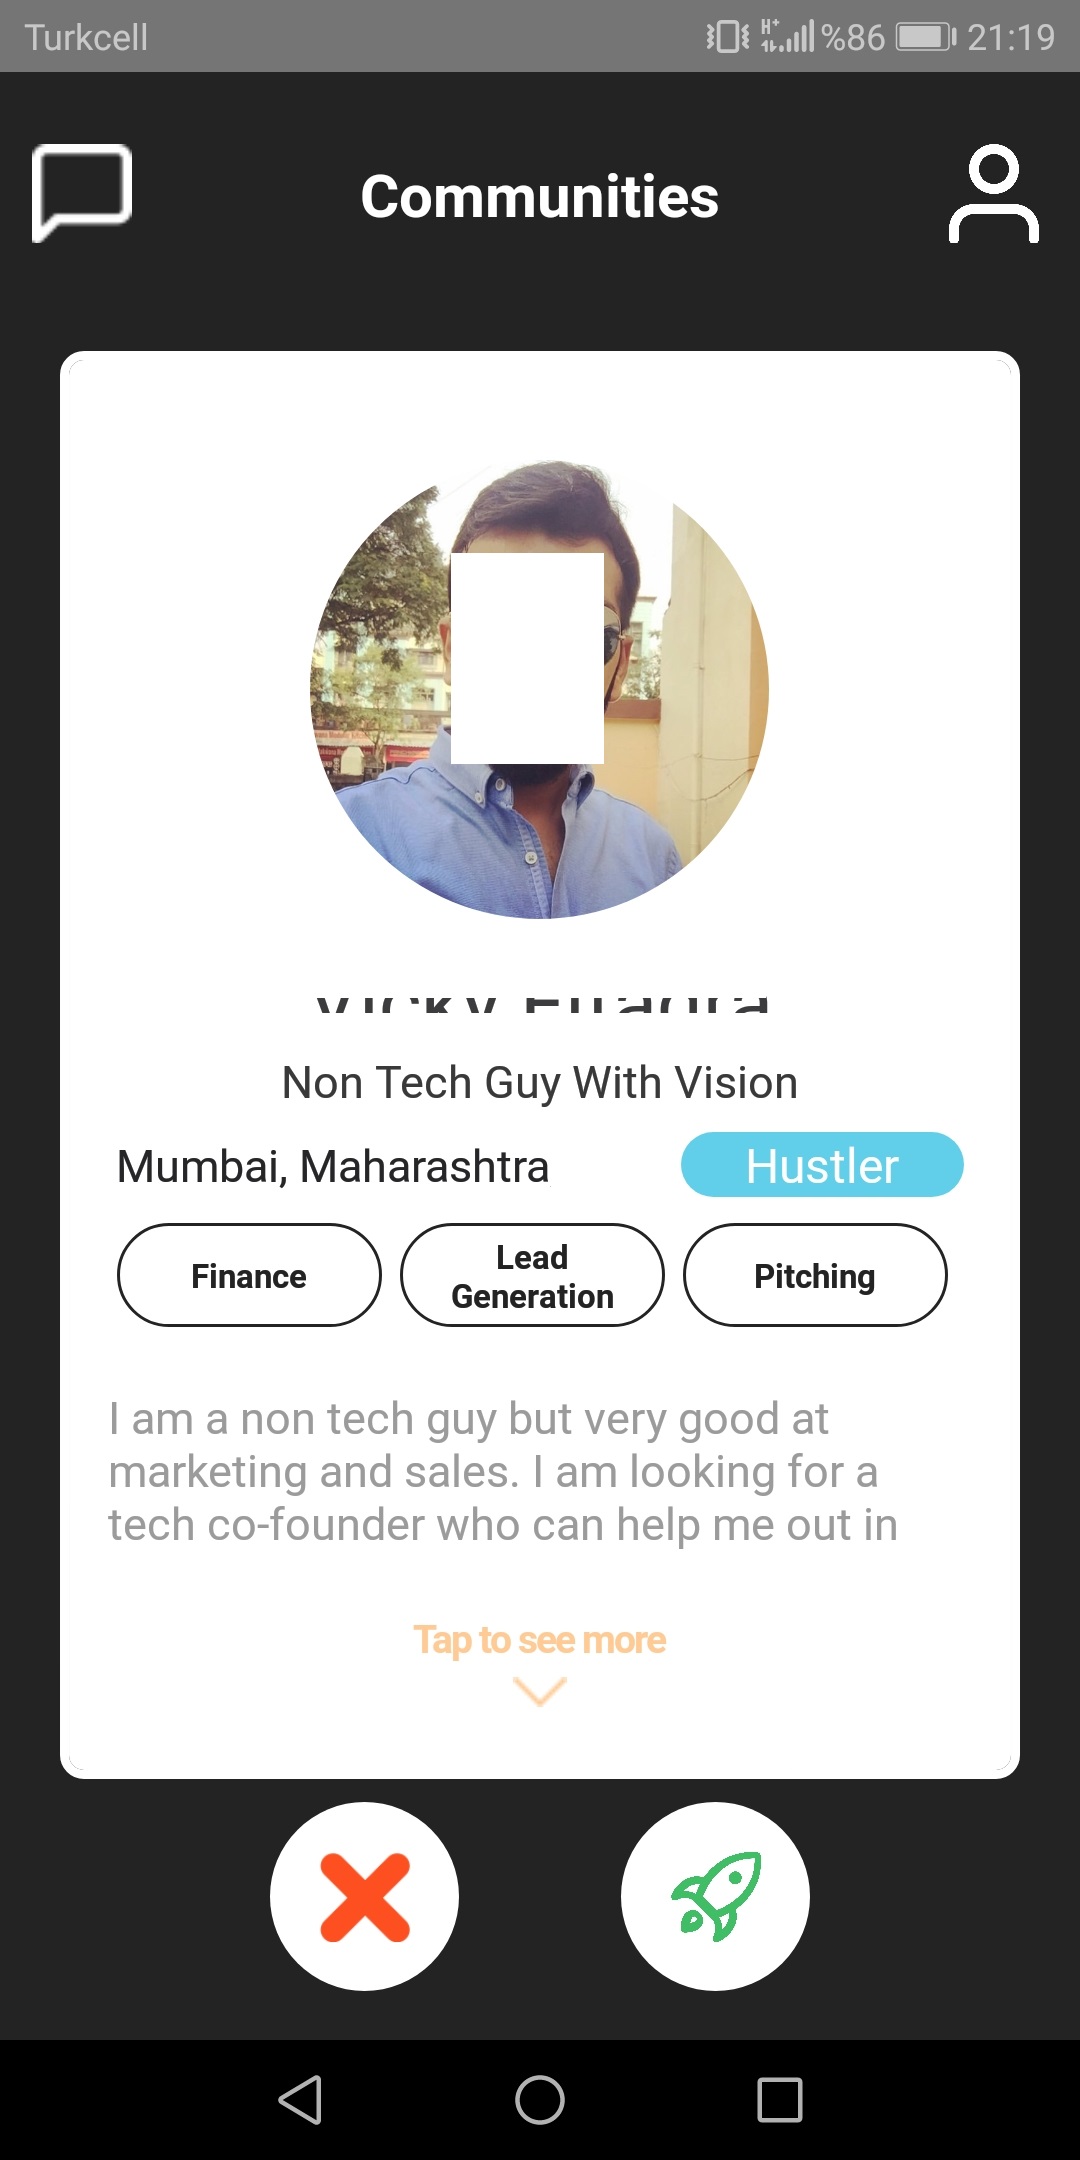 Turkcell
H+
%86
21:19
Communities
Non Tech Guy With Vision
Mumbai, Maharashtra
Hustler
Finance
Lead
Generation
Pitching
I am a non tech guy but very good at
marketing and sales. I am looking for a
tech co-founder who can help me out in
Tap to see more